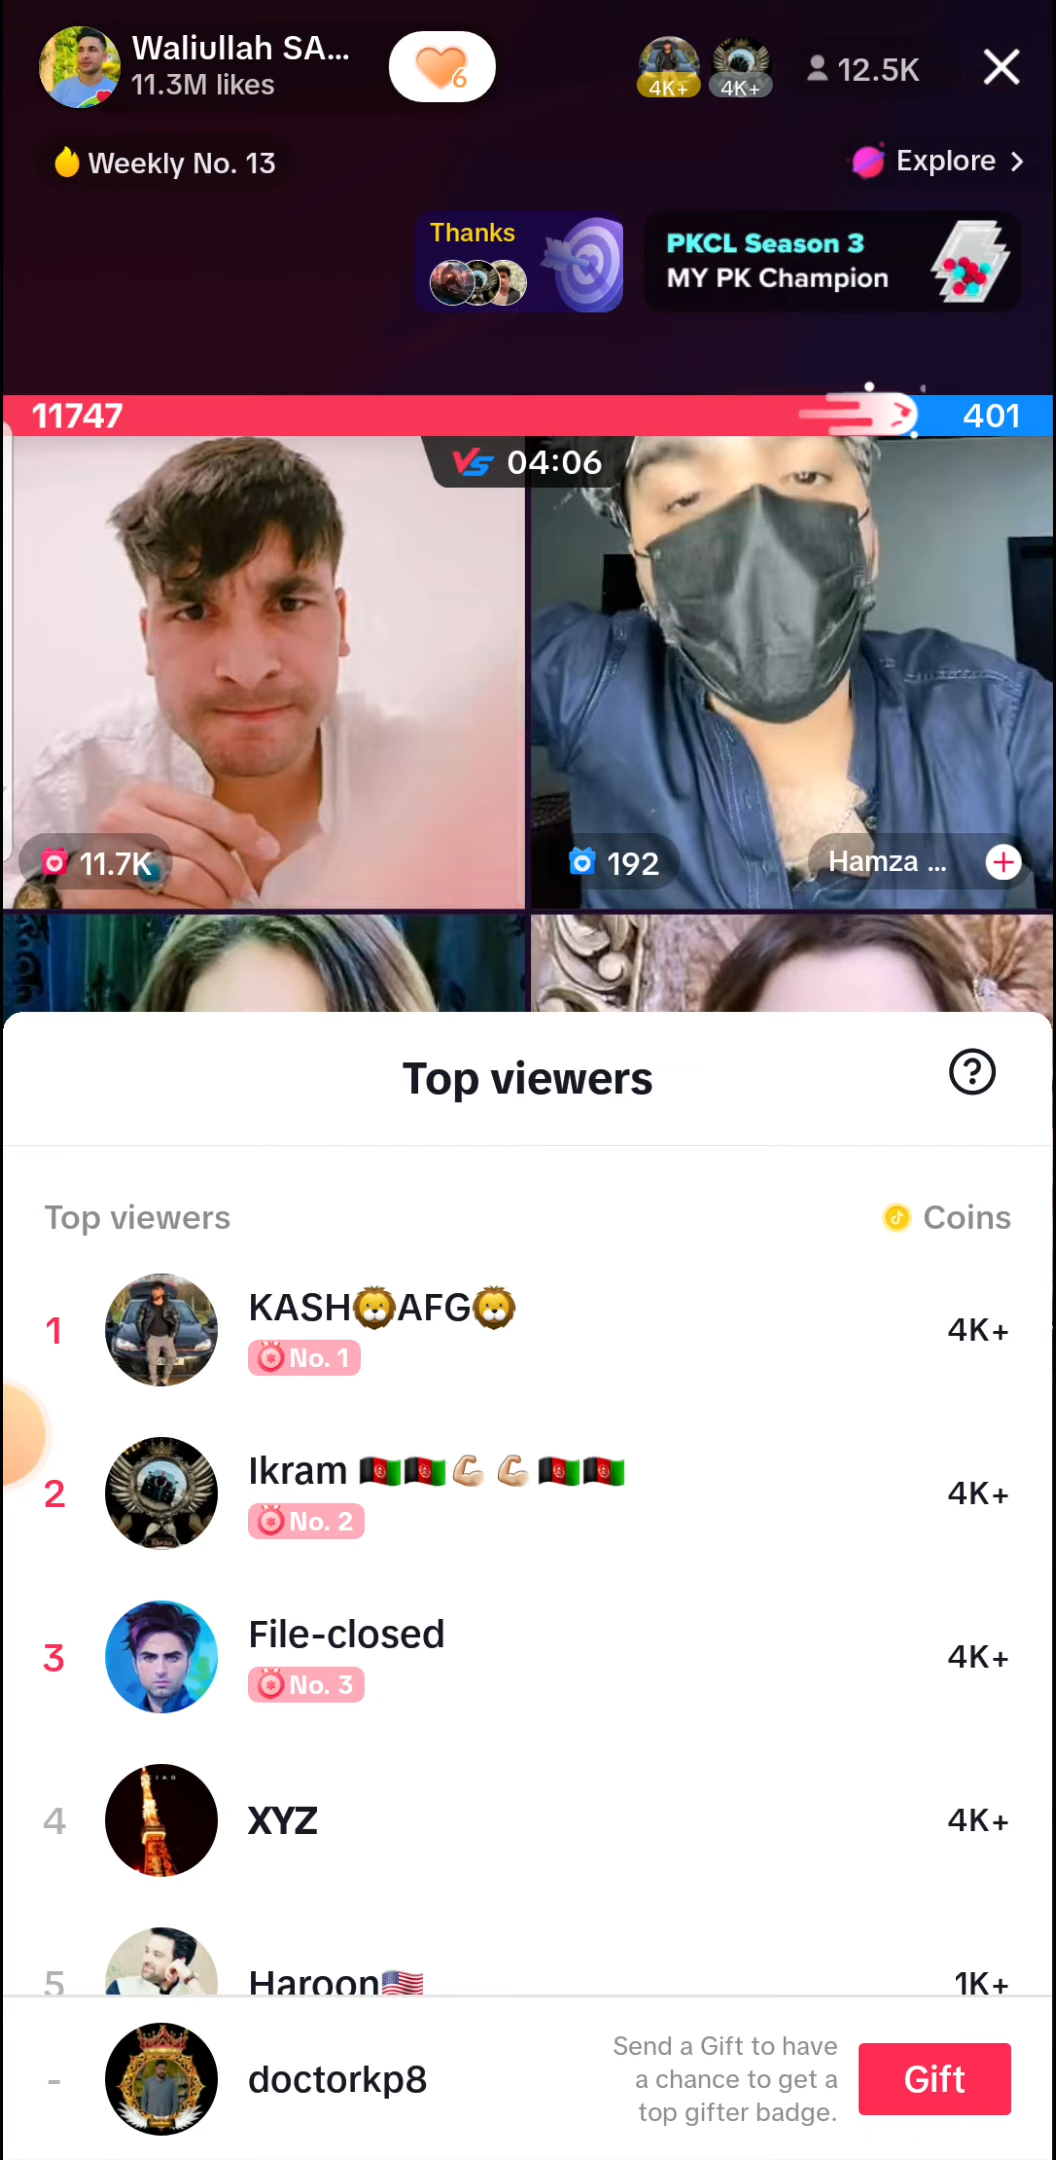 Waliullah SA...
11.3M likes
6
4K+
4K+
12.5K
Weekly No. 13
Explore
Thanks
PKCL Season 3
MY PK Champion
11747
401
VS 04:06
11.7K
192
Hamza ...
Top viewers
Top viewers
Coins
1
KASH🦁AFG🦁
No. 1
4K+
2
Ikram 🇦🇫🇦🇫💪🏻💪🏻🇦🇫🇦🇫
No. 2
4K+
3
File-closed
No. 3
4K+
4
XYZ
4K+
5
Haroon🇺🇸
1K+
-
doctorkp8
Send a Gift to have
a chance to get a
top gifter badge.
Gift